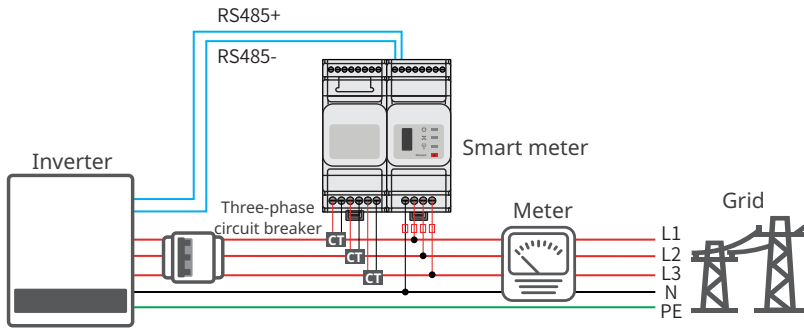 RS485+
RS485-
Inverter
Smart meter
Three-phase
circuit breaker
Meter
Grid
CT
CT
CT
L1
L2
L3
N
PE